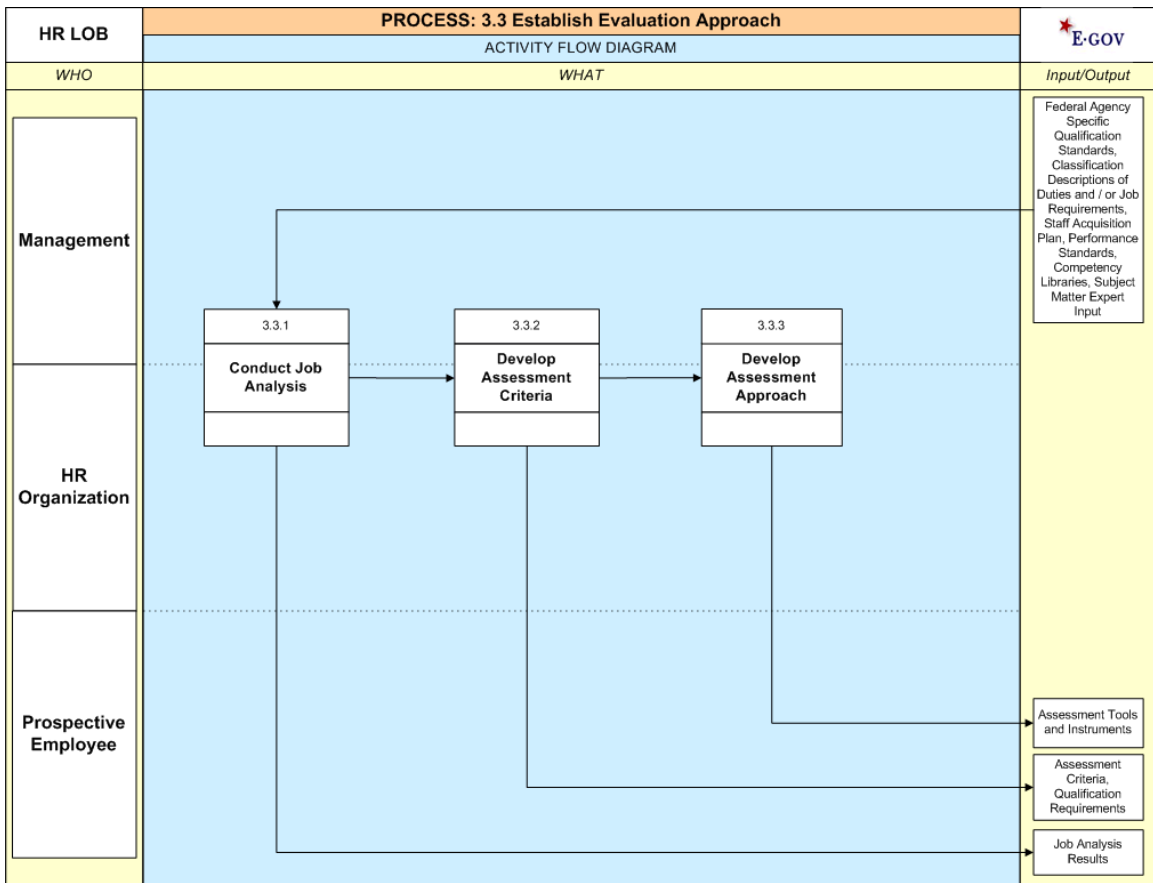 HR LOB
PROCESS: 3.3 Establish Evaluation Approach
ACTIVITY FLOW DIAGRAM
E·GOV
WHO
WHAT
Input/Output
Federal Agency
Specific
Qualification
Standards,
Classification
Descriptions of
Duties and / or Job
Requirements,
Staff Acquisition
Plan, Performance
Standards,
Competency
Libraries, Subject
Matter Expert
Input
Management
3.3.1
Conduct Job
Analysis
3.3.2
Develop
Assessment
Criteria
3.3.3
Develop
Assessment
Approach
HR
Organization
Prospective
Employee
Assessment Tools
and Instruments
Assessment
Criteria,
Qualification
Requirements
Job Analysis
Results